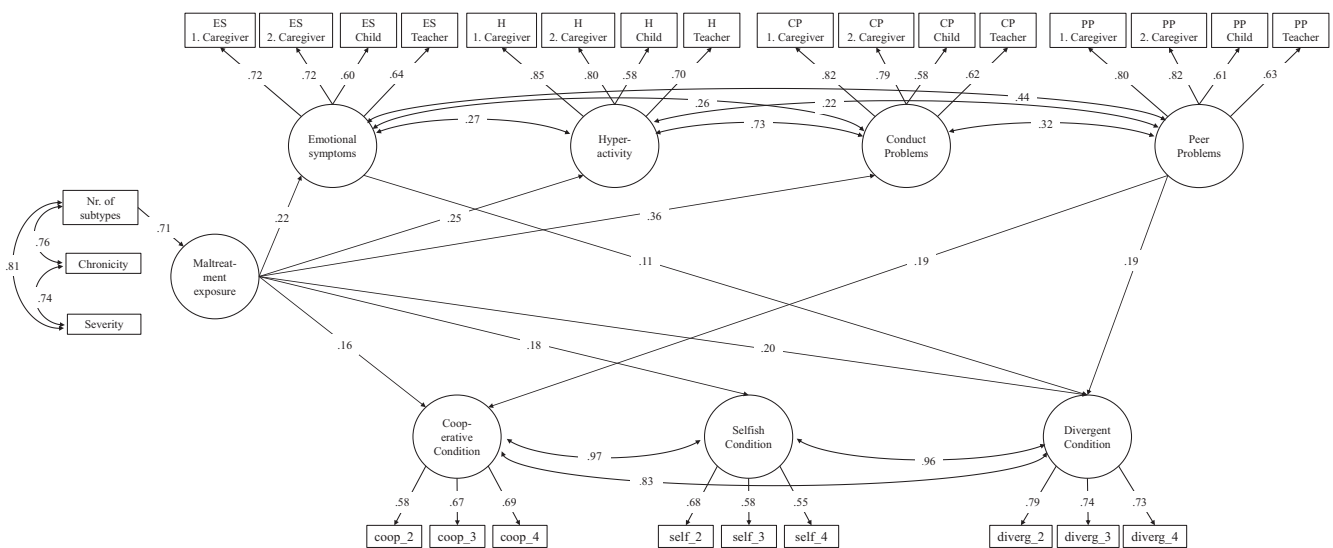 ES
1. Caregiver
ES
2. Caregiver
ES
Child
ES
Teacher
H
1. Caregiver
H
2. Caregiver
H
Child
H
Teacher
CP
1. Caregiver
CP
2. Caregiver
CP
Child
CP
Teacher
PP
1. Caregiver
PP
2. Caregiver
PP
Child
PP
Teacher
.72
.72
.60
.64
.85
.80
.58
.70
.82
.79
.58
.62
.80
.82
.61
.63
.44
.26
.22
.27
.73
.32
Emotional
symptoms
Hyper-
activity
Conduct
Problems
Peer
Problems
Nr. of
subtypes
.71
.22
.25
.36
.76
.81
Chronicity
Maltreat-
ment
exposure
.11
.19
.19
.74
Severity
.16
.18
.20
Coop-
erative
Condition
Selfish
Condition
Divergent
Condition
.97
.96
.83
.58
.67
.69
.68
.58
.55
.79
.74
.73
coop_2
coop_3
coop_4
self_2
self_3
self_4
diverg_2
diverg_3
diverg_4